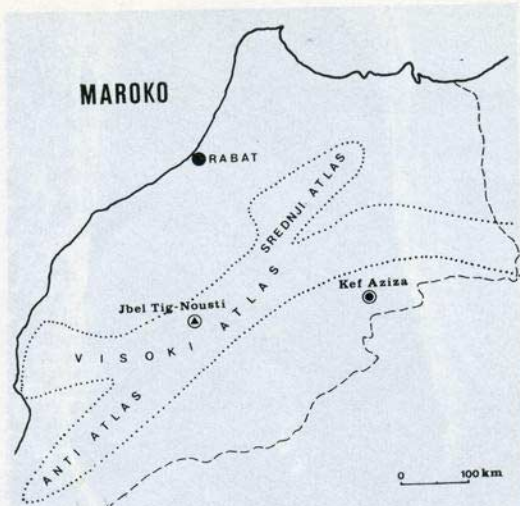 MAROKO
RABAT
SREDNJI ATLAS
Kef Aziza
Jbel Tig-Nousti
VISOKI ATLAS
ANTI ATLAS
0 100 km